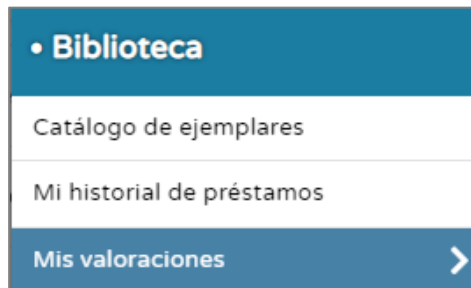 • Biblioteca
Catálogo de ejemplares
Mi historial de préstamos
Mis valoraciones